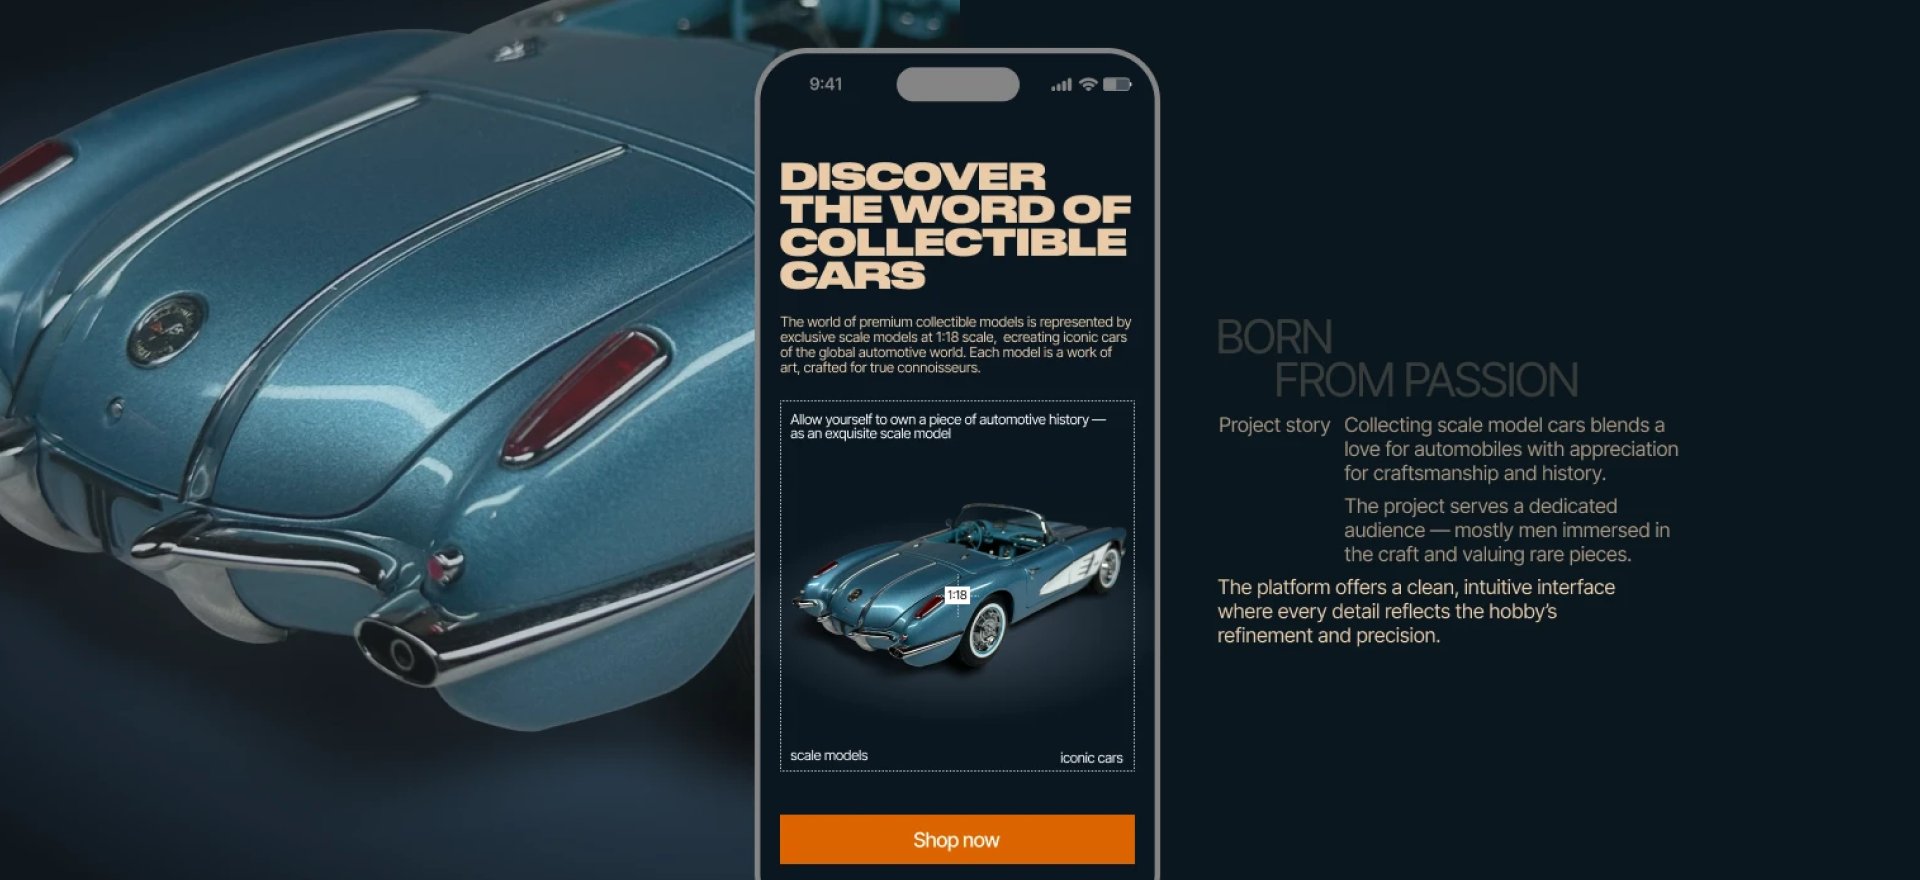 9:41
DISCOVER
THE WORD OF
COLLECTIBLE
CARS
The world of premium collectible models is represented by
exclusive scale models at 1:18 scale, ecreating iconic cars
of the global automotive world. Each model is a work of
art, crafted for true connoisseurs.
Allow yourself to own a piece of automotive history —
as an exquisite scale model
1:18
scale models
iconic cars
Shop now
BORN
FROM PASSION
Project story
Collecting scale model cars blends a
love for automobiles with appreciation
for craftsmanship and history.
The project serves a dedicated
audience — mostly men immersed in
the craft and valuing rare pieces.
The platform offers a clean, intuitive interface
where every detail reflects the hobby's
refinement and precision.